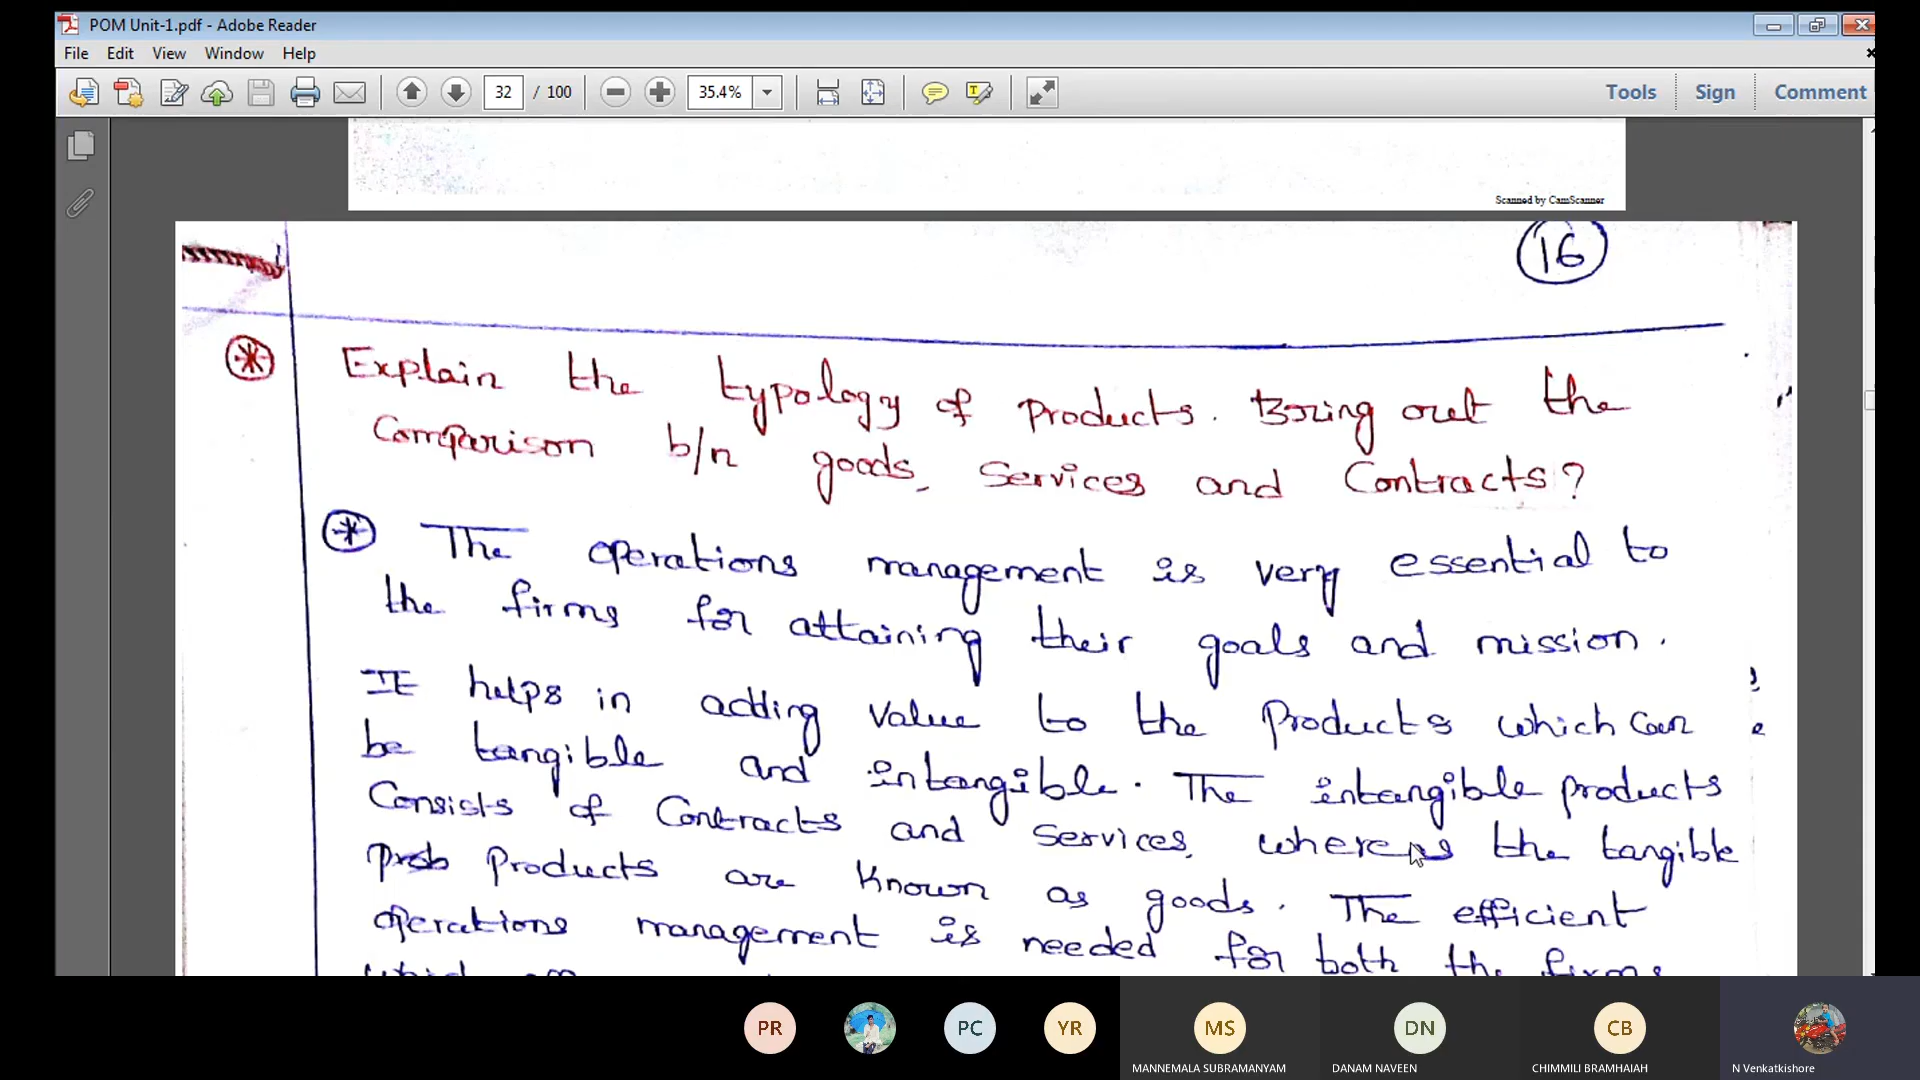 POM Unit-1.pdf - Adobe Reader
File Edit View Window Help
32 / 100 35.4% Tools Sign Comment
Scanned by CamScanner
16
Explain the typology of Products. Bring out the
Comparison b/n goods, Services and Contracts?
The operations management is very essential to
the firms for attaining their goals and mission.
It helps in adding value to the Products which can
be tangible and intangible. The intangible products
Consists of Contracts and Services, whereas the tangible
Products are known as goods. The efficient
operations management is needed for both the firms
PR PC YR MS DN CB
MANNEMALA SUBRAMANYAM DANAM NAVEEN CHIMMILI BRAMHAIAH N Venkatkishore